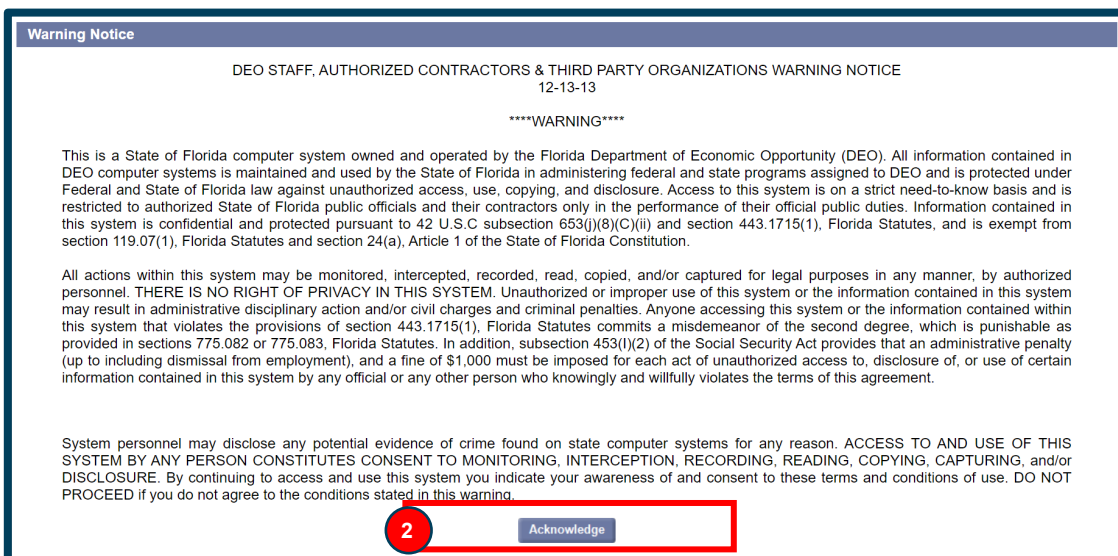 Warning Notice
DEO STAFF, AUTHORIZED CONTRACTORS & THIRD PARTY ORGANIZATIONS WARNING NOTICE
12-13-13
****WARNING****
This is a State of Florida computer system owned and operated by the Florida Department of Economic Opportunity (DEO). All information contained in
DEO computer systems is maintained and used by the State of Florida in administering federal and state programs assigned to DEO and is protected under
Federal and State of Florida law against unauthorized access, use, copying, and disclosure. Access to this system is on a strict need-to-know basis and is
restricted to authorized State of Florida public officials and their contractors only in the performance of their official public duties. Information contained in
this system is confidential and protected pursuant to 42 U.S.C subsection 653(j)(8)(C)(ii) and section 443.1715(1), Florida Statutes, and is exempt from
section 119.07(1), Florida Statutes and section 24(a), Article 1 of the State of Florida Constitution.
All actions within this system may be monitored, intercepted, recorded, read, copied, and/or captured for legal purposes in any manner, by authorized
personnel. THERE IS NO RIGHT OF PRIVACY IN THIS SYSTEM. Unauthorized or improper use of this system or the information contained in this system
may result in administrative disciplinary action and/or civil charges and criminal penalties. Anyone accessing this system or the information contained within
this system that violates the provisions of section 443.1715(1), Florida Statutes commits a misdemeanor of the second degree, which is punishable as
provided in sections 775.082 or 775.083, Florida Statutes. In addition, subsection 453(l)(2) of the Social Security Act provides that an administrative penalty
(up to including dismissal from employment), and a fine of $1,000 must be imposed for each act of unauthorized access to, disclosure of, or use of certain
information contained in this system by any official or any other person who knowingly and willfully violates the terms of this agreement.
System personnel may disclose any potential evidence of crime found on state computer systems for any reason. ACCESS TO AND USE OF THIS
SYSTEM BY ANY PERSON CONSTITUTES CONSENT TO MONITORING, INTERCEPTION, RECORDING, READING, COPYING, CAPTURING, and/or
DISCLOSURE. By continuing to access and use this system you indicate your awareness of and consent to these terms and conditions of use. DO NOT
PROCEED if you do not agree to the conditions stated in this warning.
2
Acknowledge